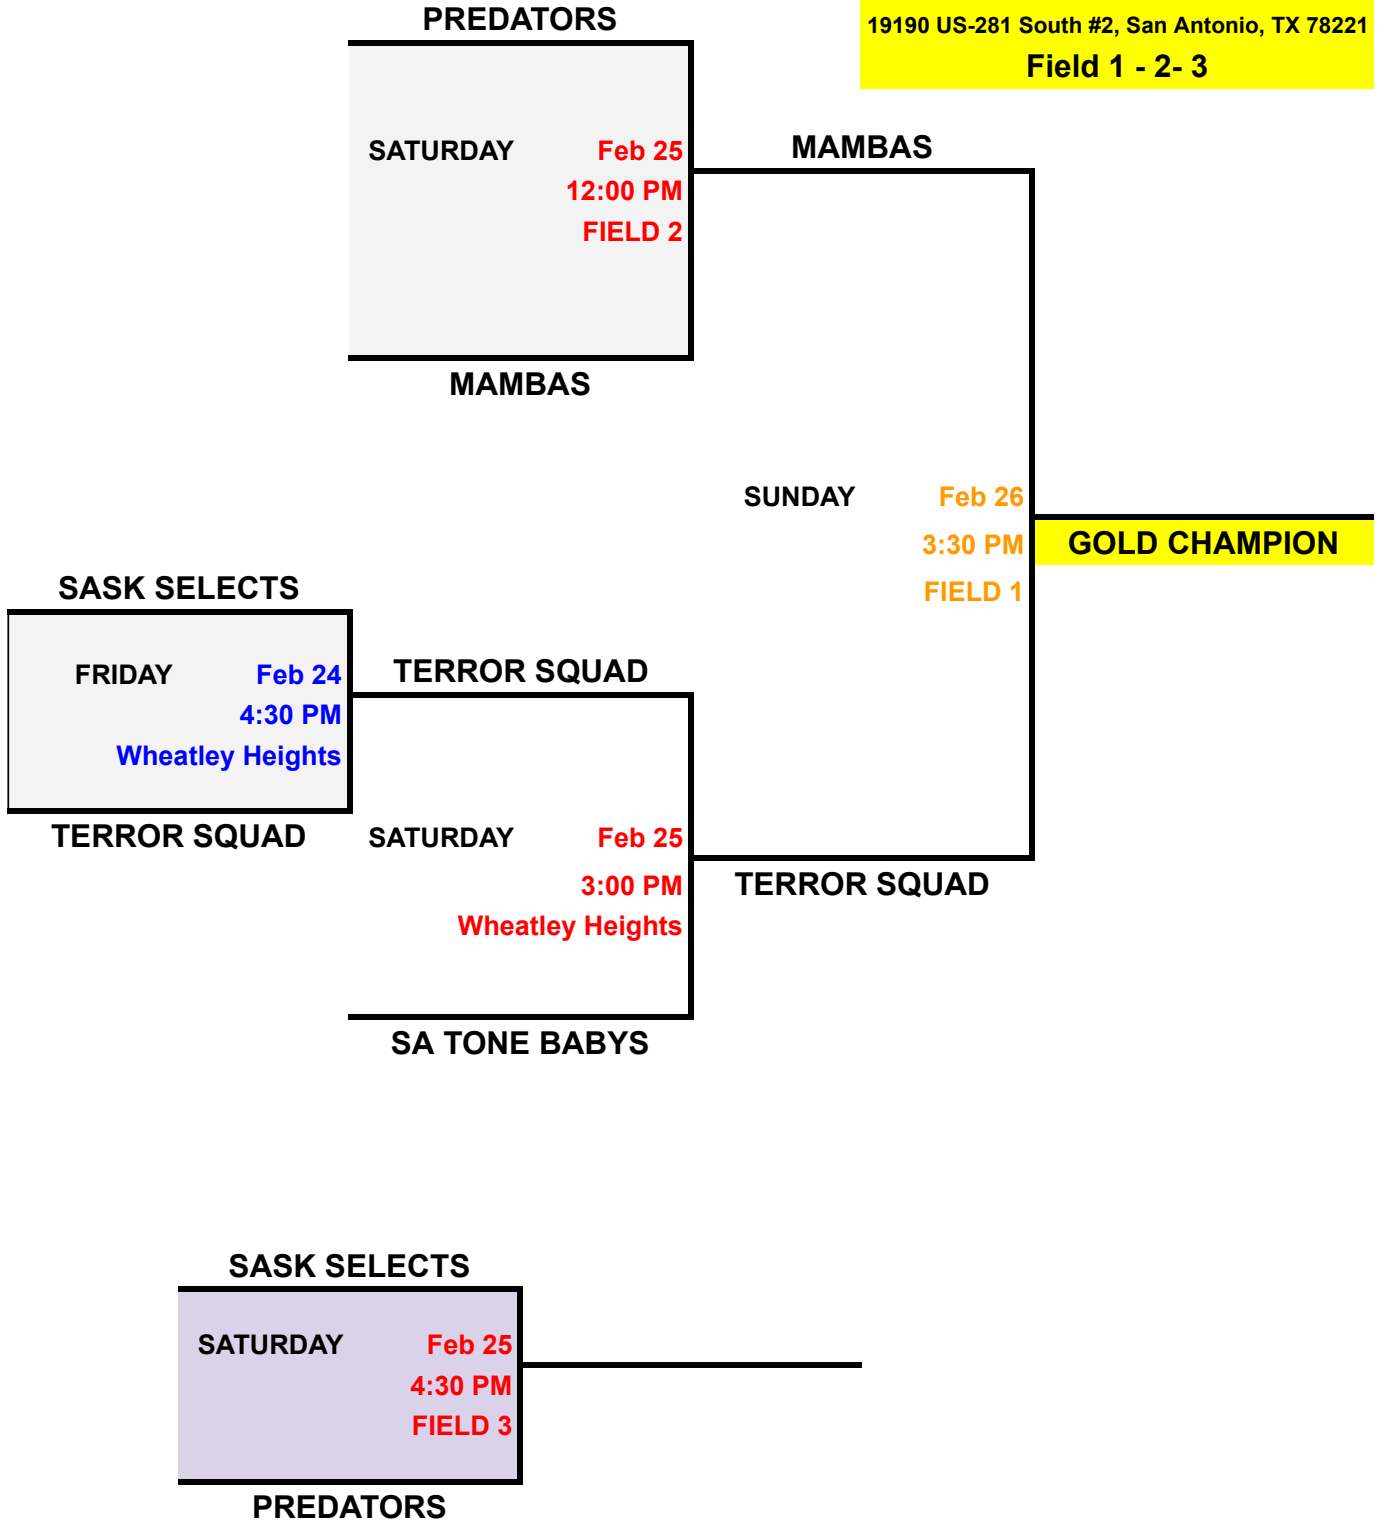 PREDATORS
19190 US-281 South #2, San Antonio, TX 78221
Field 1 - 2- 3
SATURDAY Feb 25
12:00 PM
FIELD 2
MAMBAS
MAMBAS
SUNDAY Feb 26
3:30 PM
FIELD 1
GOLD CHAMPION
SASK SELECTS
FRIDAY Feb 24
4:30 PM
Wheatley Heights
TERROR SQUAD
TERROR SQUAD
SATURDAY Feb 25
3:00 PM
Wheatley Heights
TERROR SQUAD
SA TONE BABYS
SASK SELECTS
SATURDAY Feb 25
4:30 PM
FIELD 3
PREDATORS